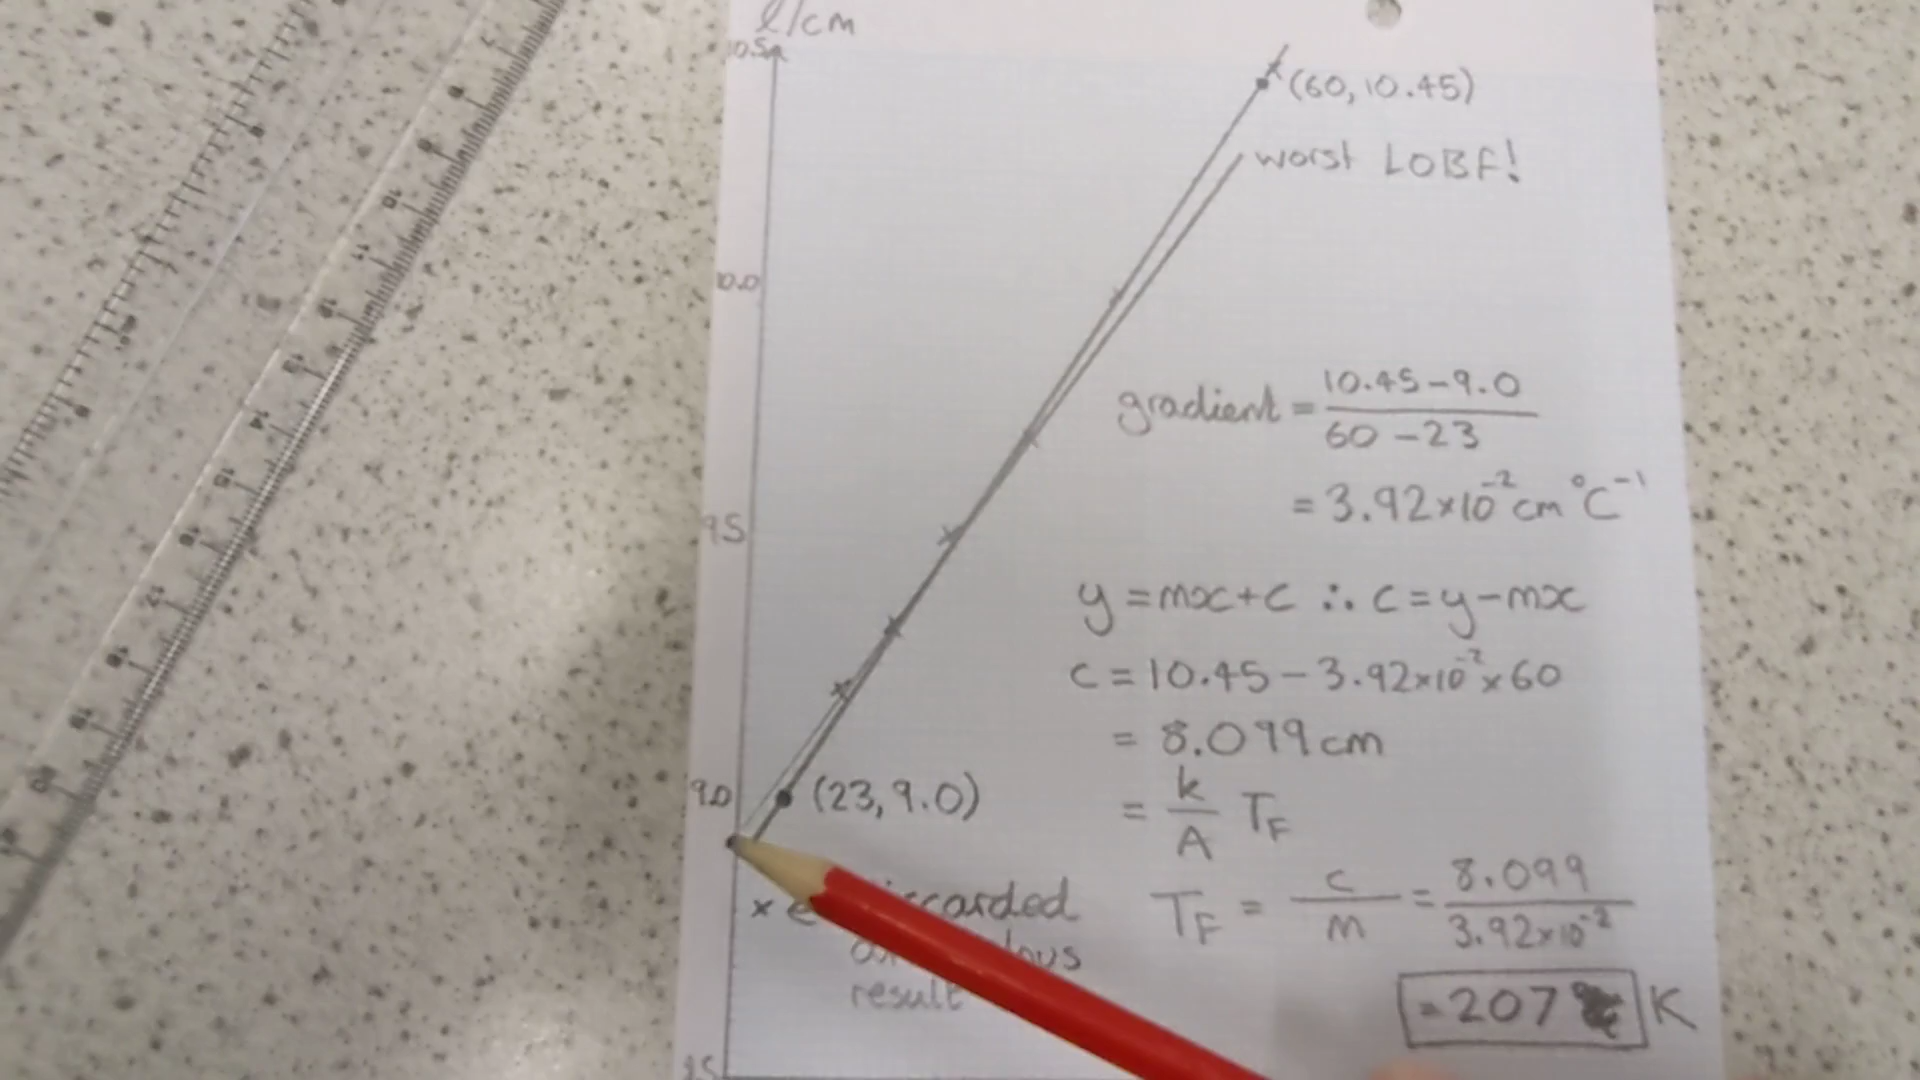 l/cm
10.5
(60, 10.45)
worst LOBF!
10.0
gradient = 10.45-9.0
60-23
= 3.92×10⁻² cm °C⁻¹
9.5
y = mx+c ∴ c = y-mx
c = 10.45 - 3.92×10⁻² × 60
= 8.099 cm
9.0
(23, 9.0)
= k/A T_F
T_F = c/m = 8.099
3.92×10⁻²
result
= 207 K